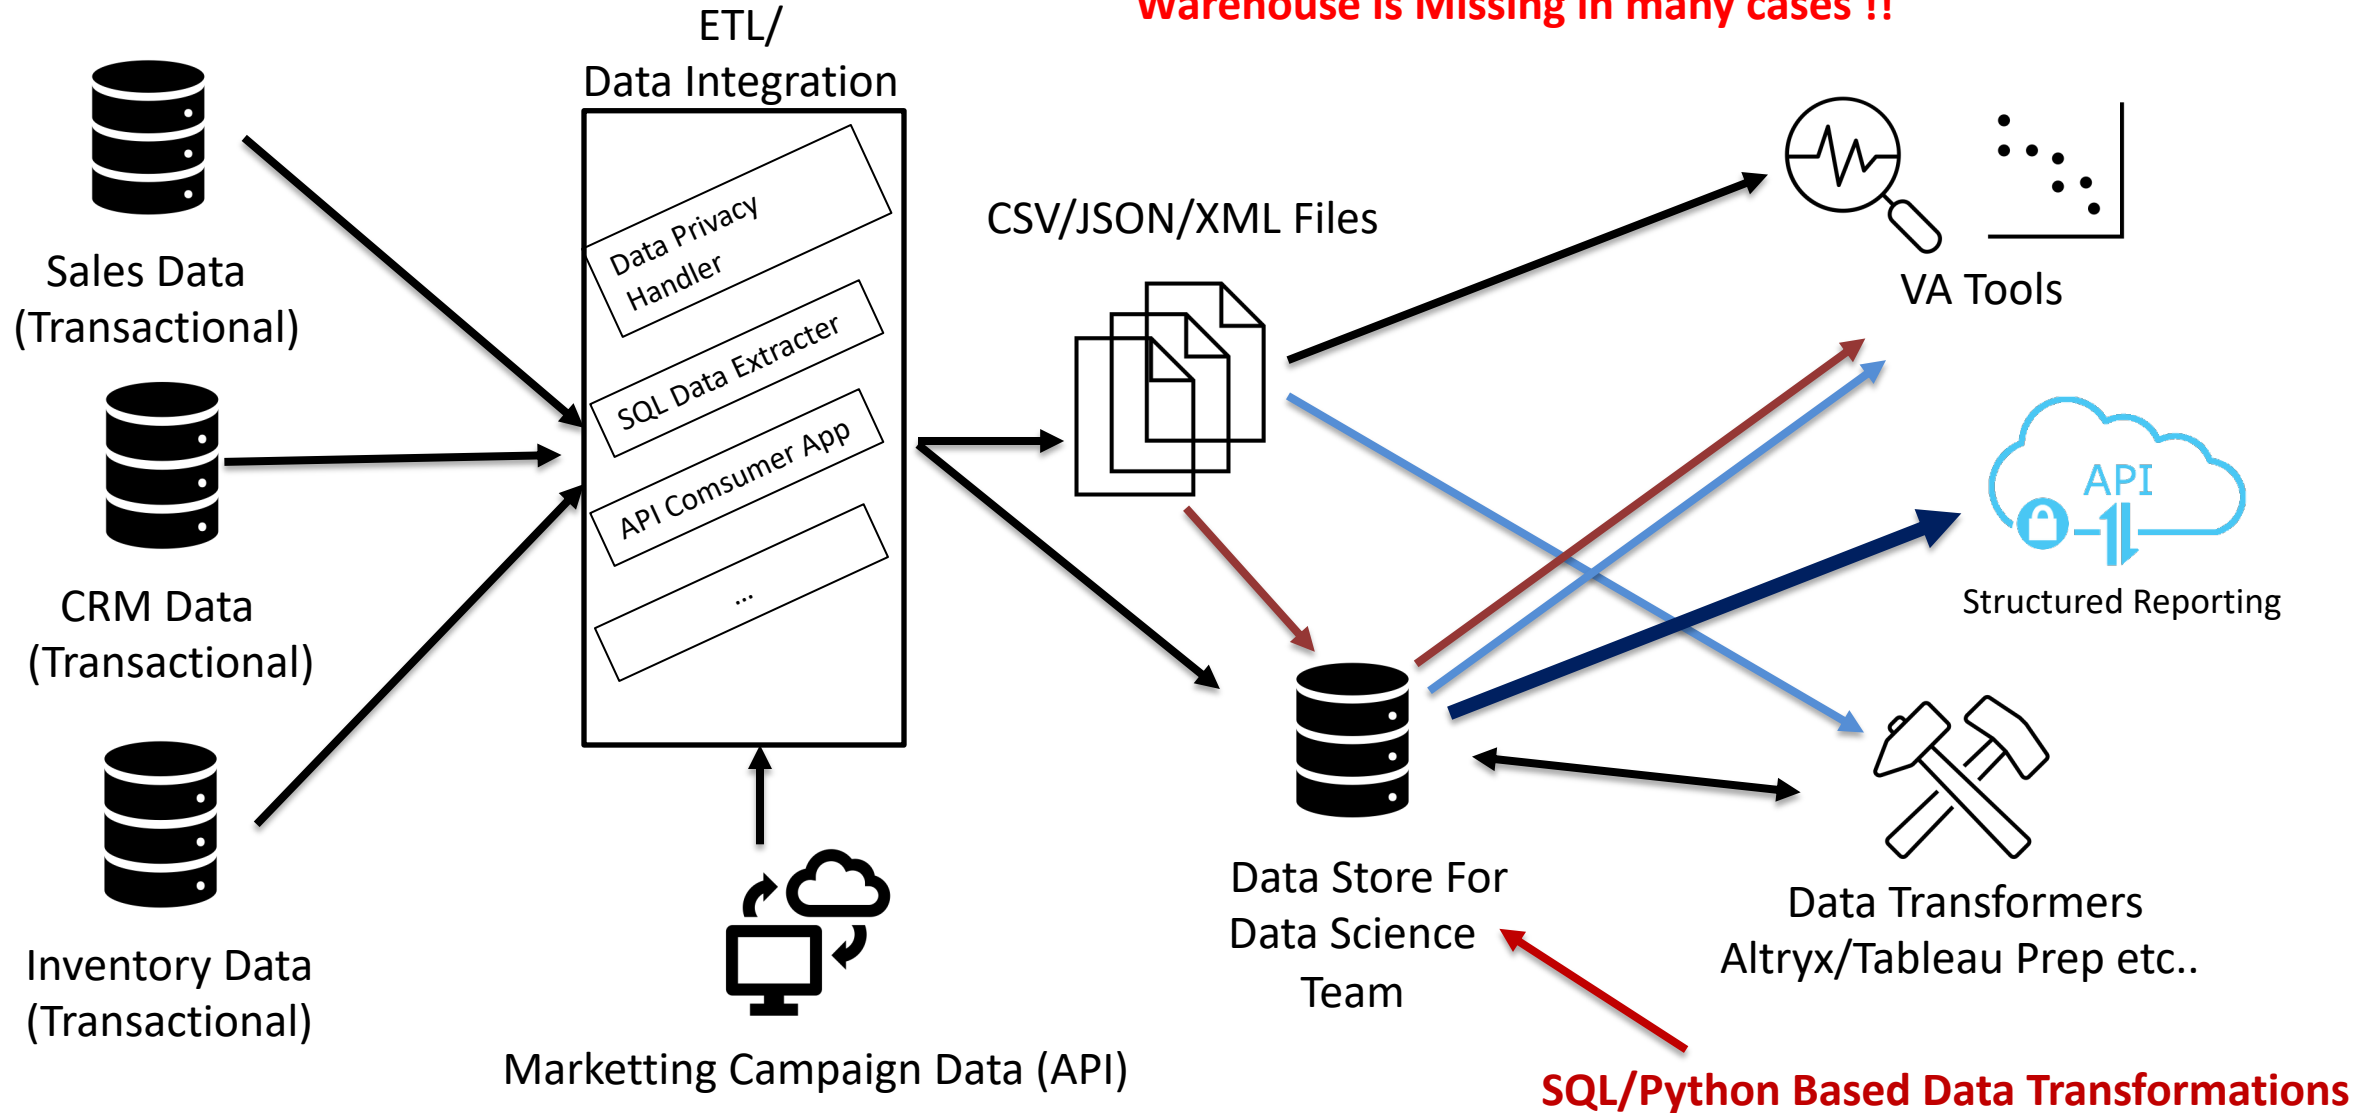 Warehouse is Missing in many cases !!
ETL/
Data Integration
Sales Data
(Transactional)
CRM Data
(Transactional)
Inventory Data
(Transactional)
Data Privacy
Handler
SQL Data Extracter
API Comsumer App
...
Marketting Campaign Data (API)
CSV/JSON/XML Files
Data Store For
Data Science
Team
VA Tools
API
Structured Reporting
Data Transformers
Altryx/Tableau Prep etc..
SQL/Python Based Data Transformations